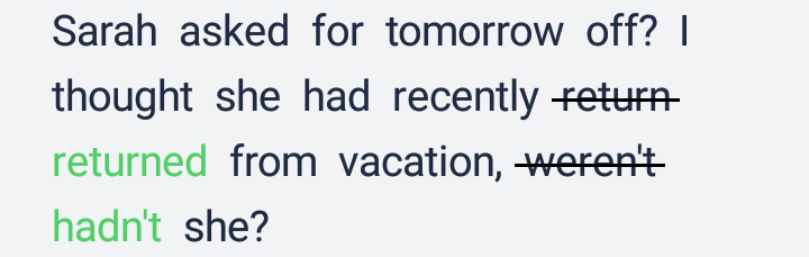 Sarah asked for tomorrow off? I
thought she had recently return
returned from vacation, weren't
hadn't she?